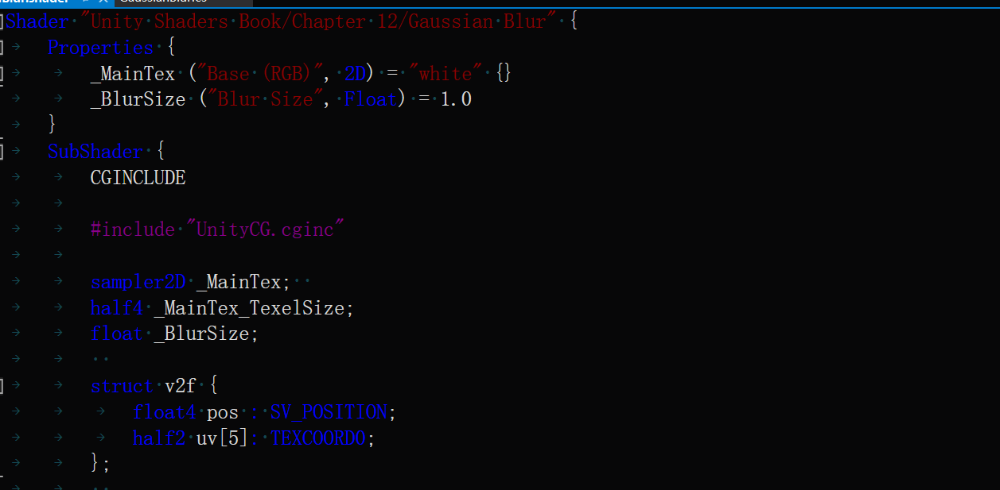 Shader "Unity Shaders Book/Chapter 12/Gaussian Blur" {
Properties {
_MainTex ("Base (RGB)", 2D) = "white" {}
_BlurSize ("Blur Size", Float) = 1.0
}
SubShader {
CGINCLUDE
#include "UnityCG.cginc"
sampler2D _MainTex;
half4 _MainTex_TexelSize;
float _BlurSize;
struct v2f {
float4 pos : SV_POSITION;
half2 uv[5]: TEXCOORD0;
};